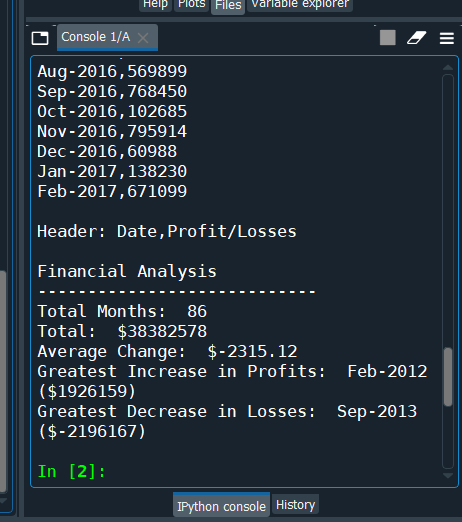 Help Plots Files Variable explorer
Console 1/A
Aug-2016,569899
Sep-2016,768450
Oct-2016,102685
Nov-2016,795914
Dec-2016,60988
Jan-2017,138230
Feb-2017,671099
Header: Date,Profit/Losses
Financial Analysis
----------------------------
Total Months:  86
Total:  $38382578
Average Change:  $-2315.12
Greatest Increase in Profits:  Feb-2012
($1926159)
Greatest Decrease in Losses:  Sep-2013
($-2196167)
In [2]:
IPython console History